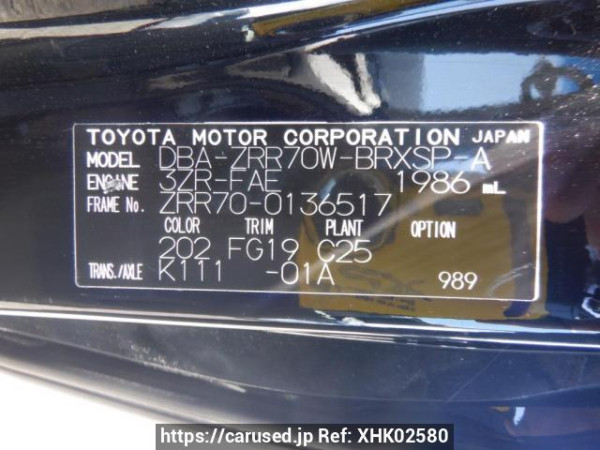 TOYOTA MOTOR CORPORATION JAPAN
MODEL DBA-ZRR70W-BRXSP-A
ENGINE 3ZR-FAE 1986 mL
FRAME No. ZRR70-0136517
COLOR TRIM PLANT OPTION
202 FG19 C25
TRANS./AXLE K111 -01A 989
https://carused.jp Ref: XHK02580